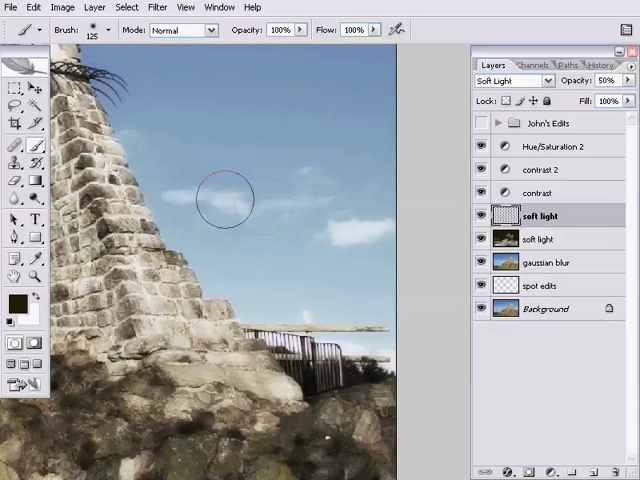 File Edit Image Layer Select Filter View Window Help
Brush: 125 Mode: Normal Opacity: 100% Flow: 100%
Layers Channels Paths History
Soft Light Opacity: 50%
Lock: Fill: 100%
John's Edits
Hue/Saturation 2
contrast 2
contrast
soft light
soft light
gaussian blur
spot edits
Background
T